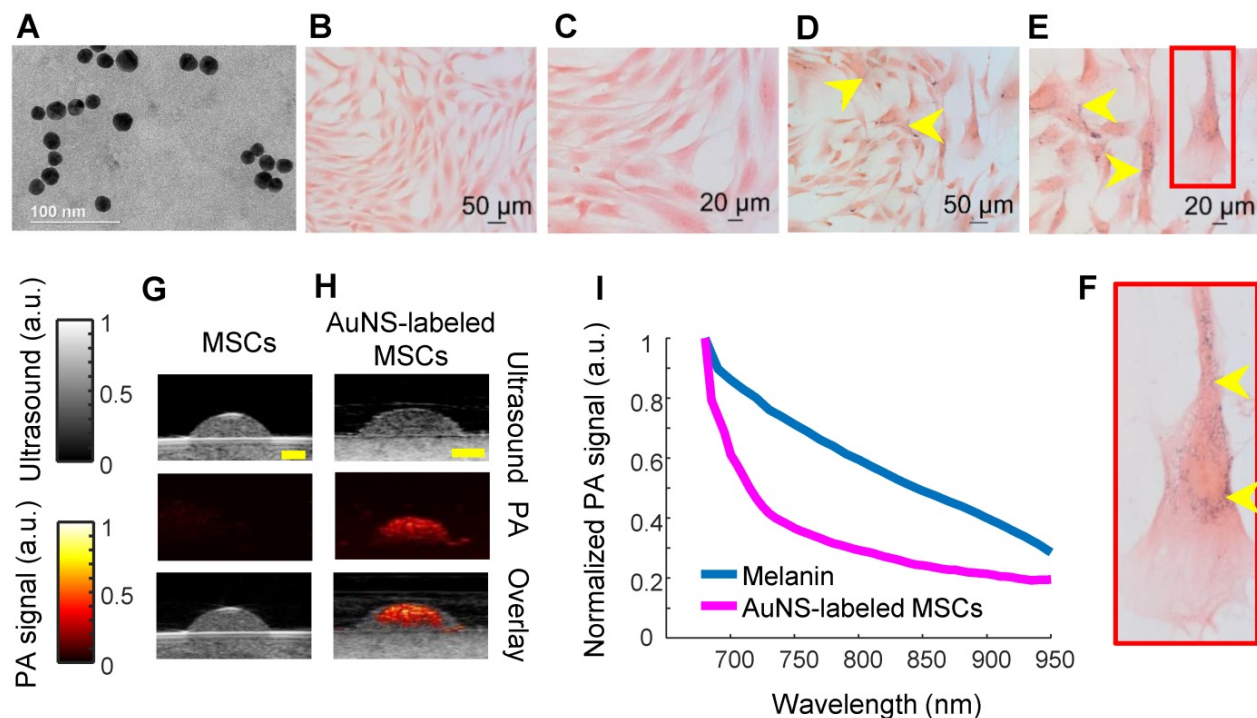 A
B
C
D
E
100 nm
50 μm
20 μm
50 μm
20 μm
F
G
H
I
Ultrasound (a.u.)
1
0.5
0
PA signal (a.u.)
1
0.5
0
MSCs
AuNS-labeled
MSCs
Ultrasound
PA
Overlay
Normalized PA signal (a.u.)
1
0.8
0.6
0.4
0.2
0
Melanin
AuNS-labeled MSCs
700
750
800
850
900
950
Wavelength (nm)